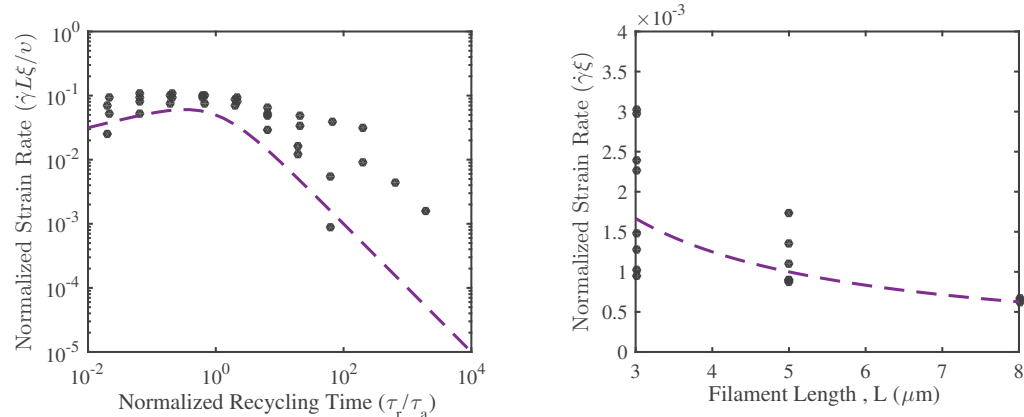 10^0
10^-1
10^-2
10^-3
10^-4
10^-5
Normalized Strain Rate (γ̇Lξ/υ)
10^-2 10^0 10^2 10^4
Normalized Recycling Time (τ_r/τ_a)
×10^-3
4
3.5
3
2.5
2
1.5
1
0.5
0
Normalized Strain Rate (γ̇ξ)
3 4 5 6 7 8
Filament Length , L (μm)